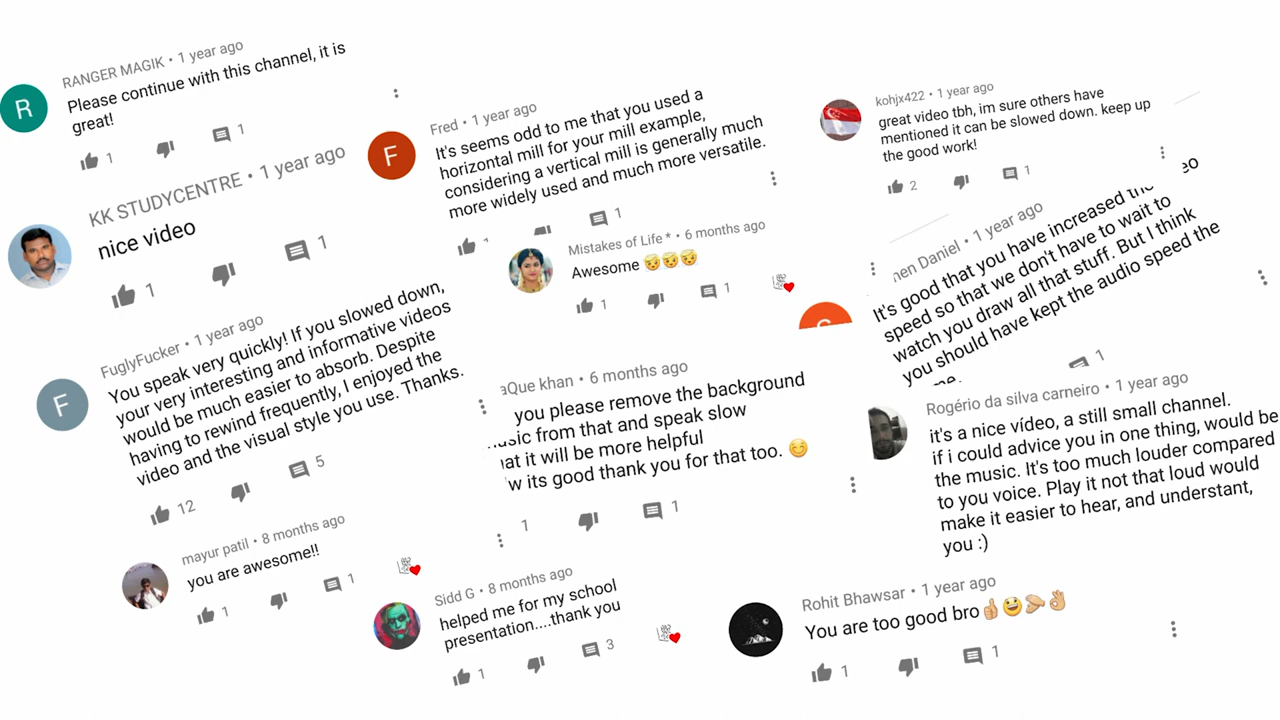 RANGER MAGIK • 1 year ago
Please continue with this channel, it is
great!
1
1
KK STUDYCENTRE • 1 year ago
nice video
1
1
FuglyFucker • 1 year ago
You speak very quickly! If you slowed down,
your very interesting and informative videos
would be much easier to absorb. Despite
having to rewind frequently, I enjoyed the
video and the visual style you use. Thanks.
12
5
mayur patil • 8 months ago
you are awesome!!
1
1
Fred • 1 year ago
It's seems odd to me that you used a
horizontal mill for your mill example,
considering a vertical mill is generally much
more widely used and much more versatile.
1
Mistakes of Life * • 6 months ago
Awesome 😇😇😇
1
1
aQue khan • 6 months ago
you please remove the background
from that and speak slow
it will be more helpful
its good thank you for that too. 😊
1
1
Sidd G • 8 months ago
helped me for my school
presentation....thank you
1
3
kohjx422 • 1 year ago
great video tbh, im sure others have
mentioned it can be slowed down. keep up
the good work!
2
1
Daniel • 1 year ago
It's good that you have increased the
speed so that we don't have to wait to
watch you draw all that stuff. But I think
you should have kept the audio speed the
1
Rogério da silva carneiro • 1 year ago
it's a nice vídeo, a still small channel.
if i could advice you in one thing, would be
the music. It's too much louder compared
to you voice. Play it not that loud would
make it easier to hear, and understant,
you :)
Rohit Bhawsar • 1 year ago
You are too good bro👍😃🫴👌
1
1
F
R
F